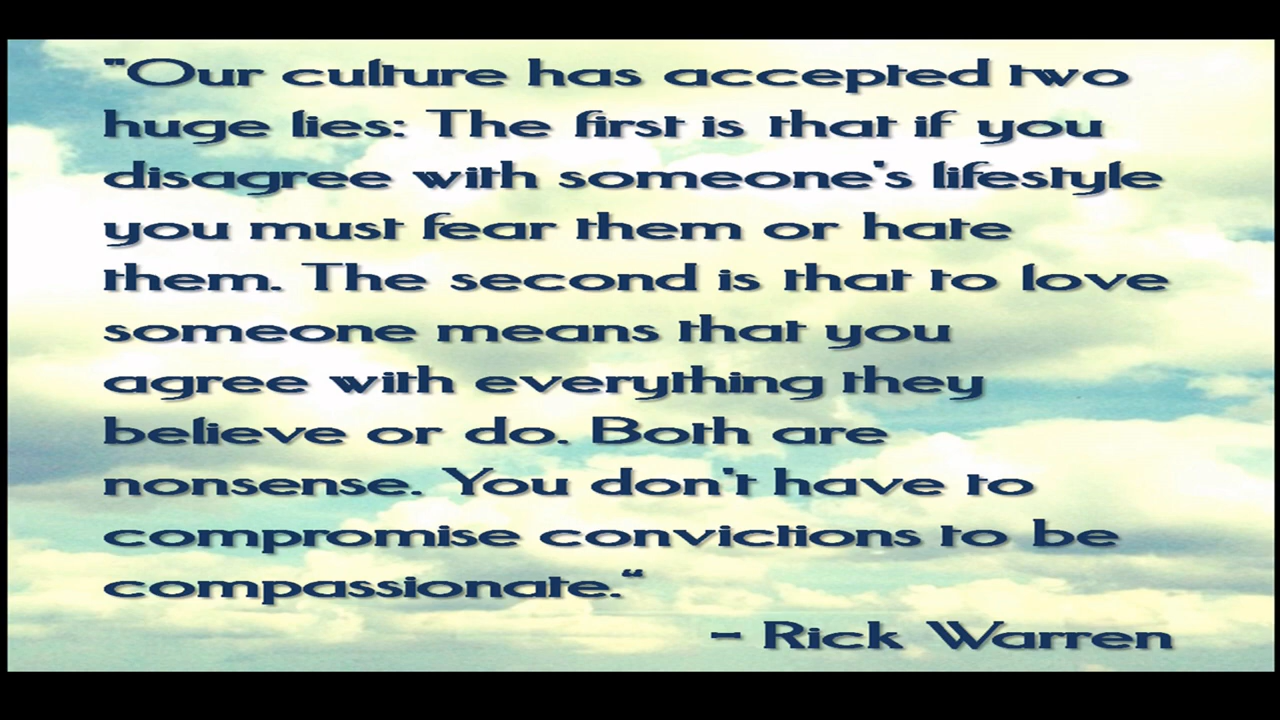 "Our culture has accepted two
huge lies: The first is that if you
disagree with someone's lifestyle
you must fear them or hate
them. The second is that to love
someone means that you
agree with everything they
believe or do. Both are
nonsense. You don't have to
compromise convictions to be
compassionate.“
- Rick Warren